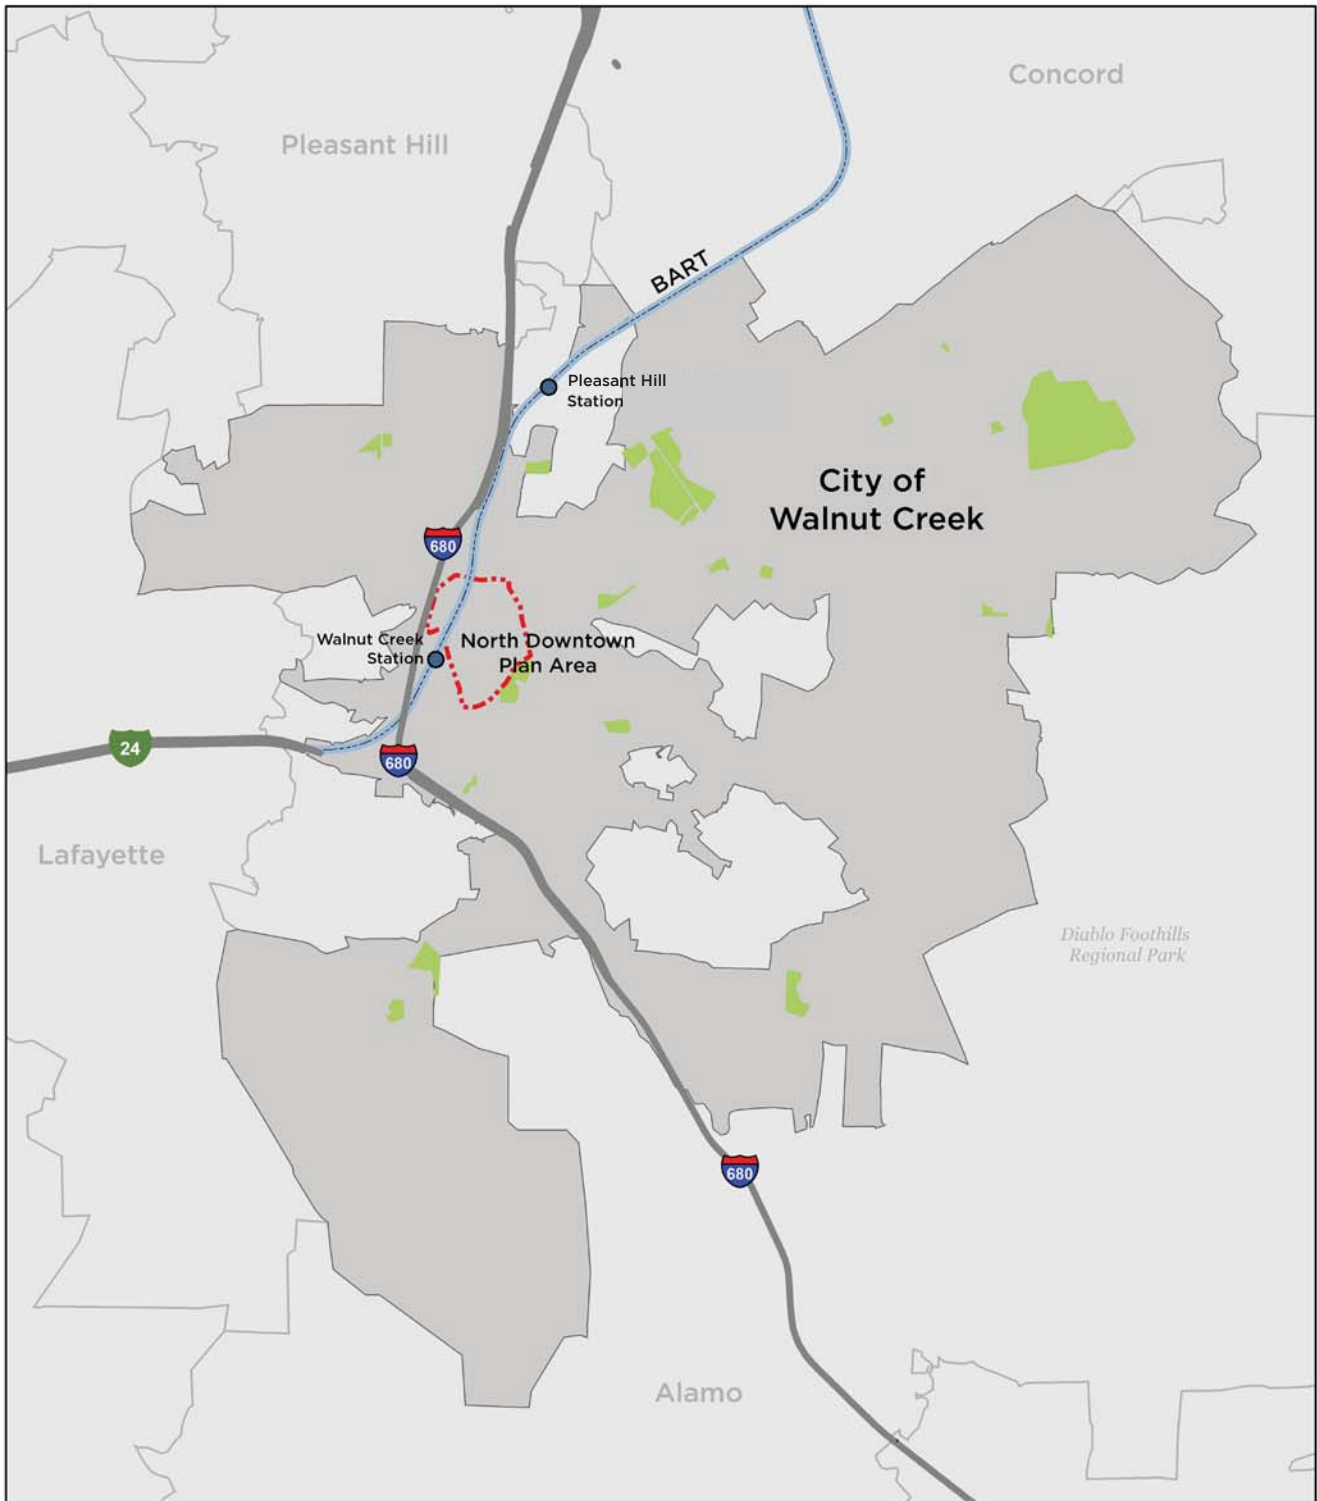 Concord
Pleasant Hill
BART
Pleasant Hill
Station
City of
Walnut Creek
680
Walnut Creek
Station
North Downtown
Plan Area
24
680
Lafayette
Diablo Foothills
Regional Park
680
Alamo